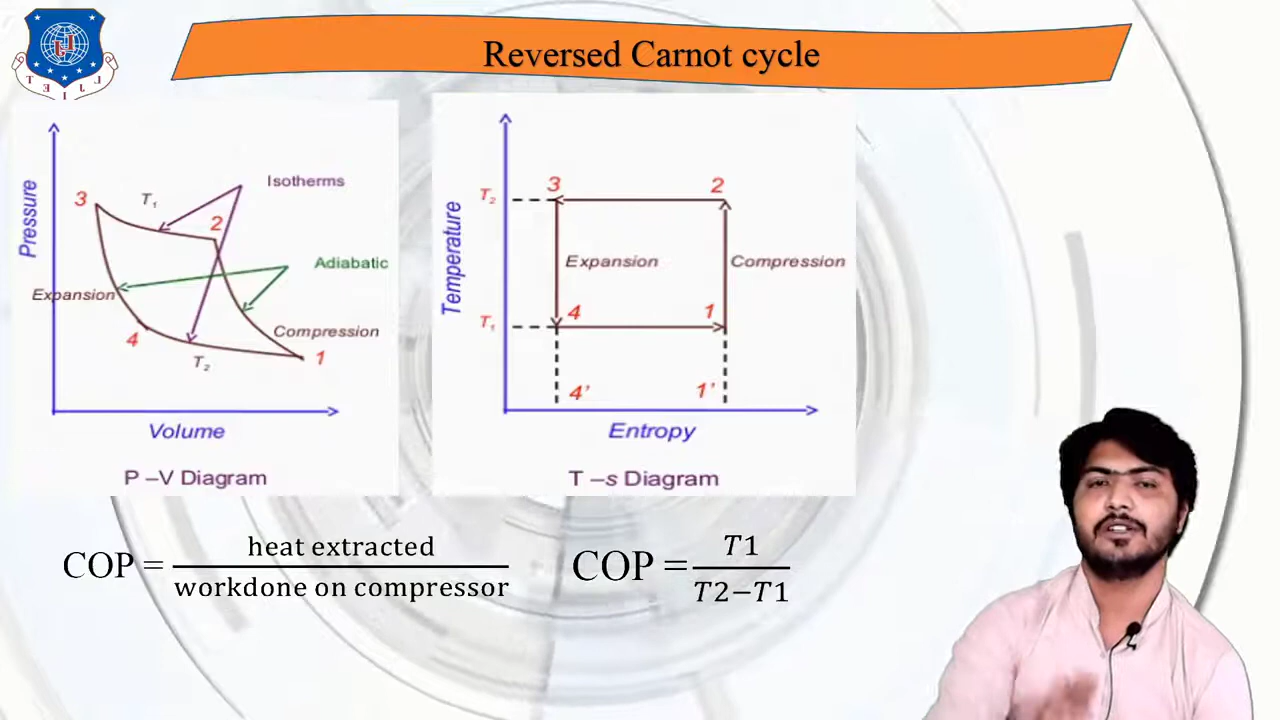 Reversed Carnot cycle
T E I L J
Pressure
3
T₁
2
Isotherms
Adiabatic
Expansion
4
T₂
Compression
1
Volume
P –V Diagram
Temperature
T₂
3
2
Expansion
Compression
T₁
4
1
4'
1'
Entropy
T –s Diagram
COP = heat extracted
workdone on compressor
COP = T1
T2−T1